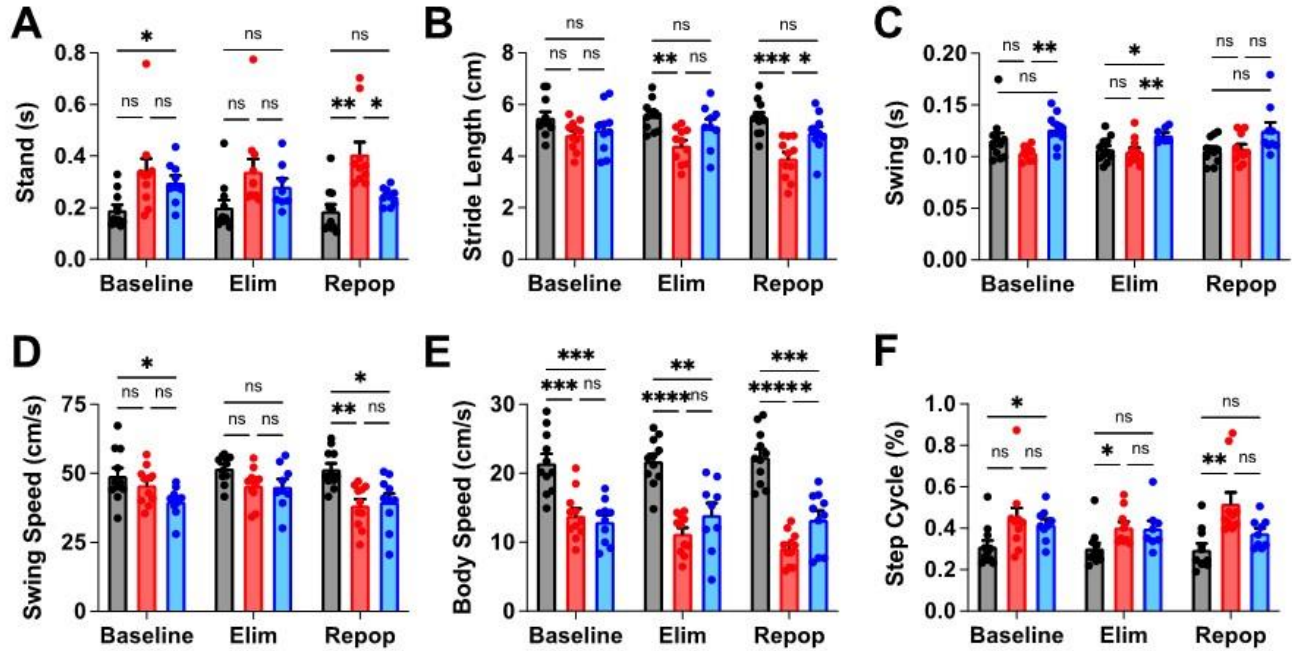 A
Stand (s)
0.8
0.6
0.4
0.2
0.0
*
ns
ns
ns ns
ns ns
** *
Baseline Elim Repop
B
Stride Length (cm)
8
6
4
2
0
ns
ns
ns
ns ns
** ns
*** *
Baseline Elim Repop
C
Swing (s)
0.20
0.15
0.10
0.05
0.00
ns **
ns
*
ns **
ns ns
ns
Baseline Elim Repop
D
Swing Speed (cm/s)
75
50
25
0
*
ns
*
ns ns
ns ns
** ns
Baseline Elim Repop
E
Body Speed (cm/s)
30
20
10
0
***
**
***
*** ns
**** ns
******
Baseline Elim Repop
F
Step Cycle (%)
1.0
0.8
0.6
0.4
0.2
0.0
*
ns
ns
ns ns
* ns
** ns
Baseline Elim Repop